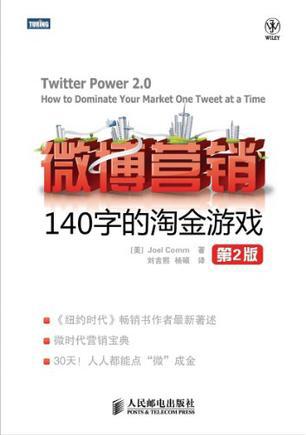 TURING
WILEY
Twitter Power 2.0
How to Dominate Your Market One Tweet at a Time
微博营销
140字的淘金游戏
[美] Joel Comm 著
刘吉熙 杨硕 译
第2版
《纽约时代》畅销书作者最新著述
微时代营销宝典
30天！人人都能点“微”成金
人民邮电出版社
POSTS & TELECOM PRESS